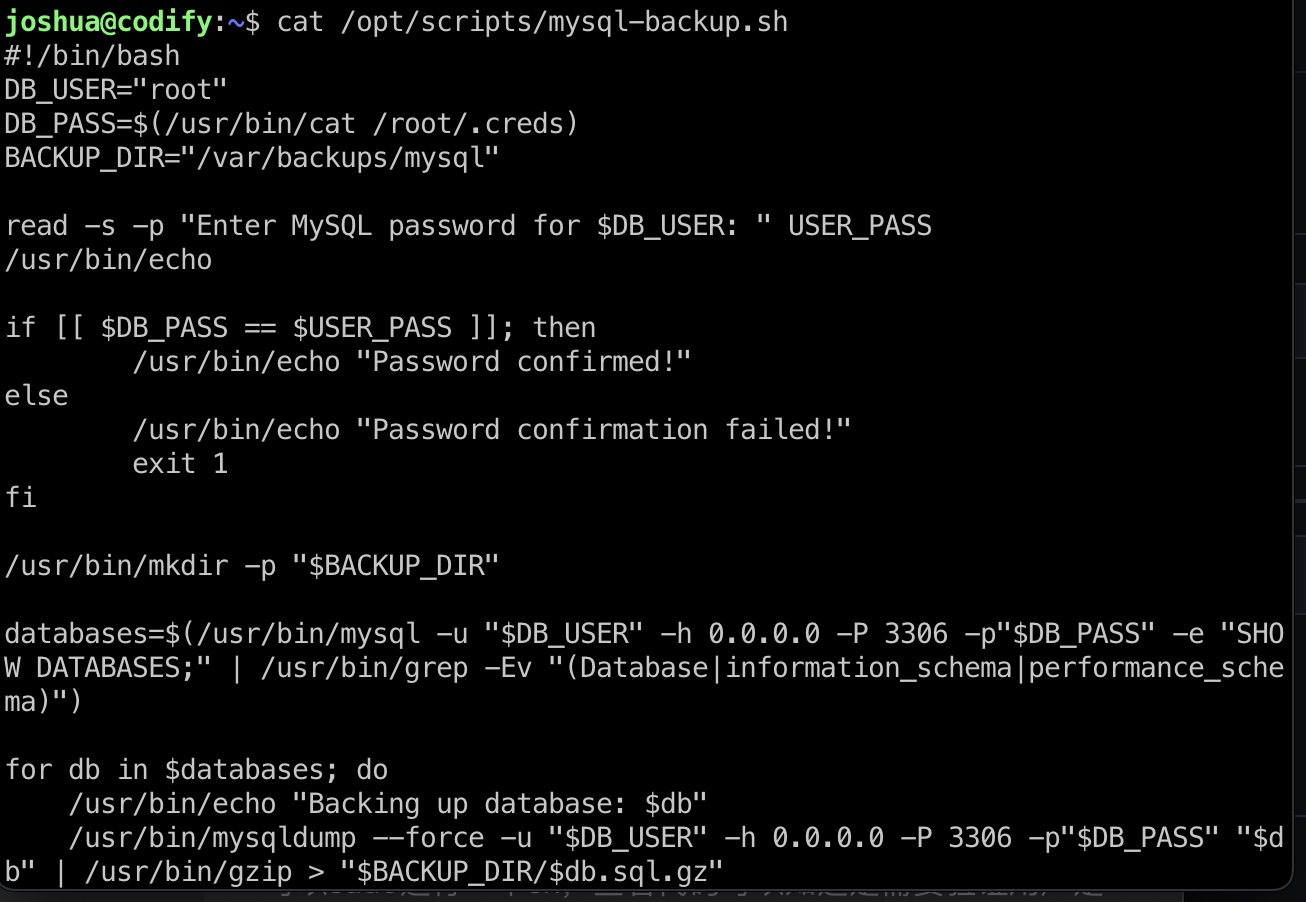 joshua@codify:~$ cat /opt/scripts/mysql-backup.sh
#!/bin/bash
DB_USER="root"
DB_PASS=$(/usr/bin/cat /root/.creds)
BACKUP_DIR="/var/backups/mysql"

read -s -p "Enter MySQL password for $DB_USER: " USER_PASS
/usr/bin/echo

if [[ $DB_PASS == $USER_PASS ]]; then
        /usr/bin/echo "Password confirmed!"
else
        /usr/bin/echo "Password confirmation failed!"
        exit 1
fi

/usr/bin/mkdir -p "$BACKUP_DIR"

databases=$(/usr/bin/mysql -u "$DB_USER" -h 0.0.0.0 -P 3306 -p"$DB_PASS" -e "SHO
W DATABASES;" | /usr/bin/grep -Ev "(Database|information_schema|performance_sche
ma)")

for db in $databases; do
    /usr/bin/echo "Backing up database: $db"
    /usr/bin/mysqldump --force -u "$DB_USER" -h 0.0.0.0 -P 3306 -p"$DB_PASS" "$d
b" | /usr/bin/gzip > "$BACKUP_DIR/$db.sql.gz"